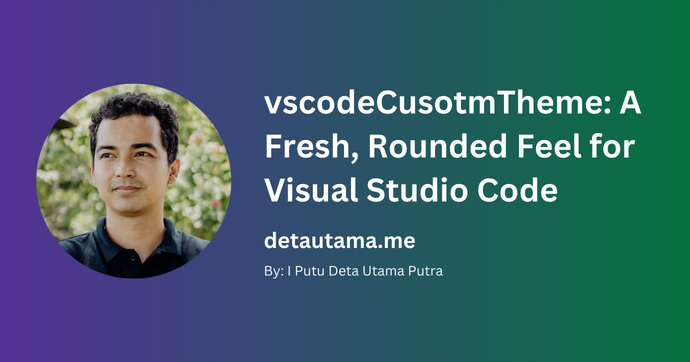 vscodeCusotmTheme: A
Fresh, Rounded Feel for
Visual Studio Code
detautama.me
By: I Putu Deta Utama Putra